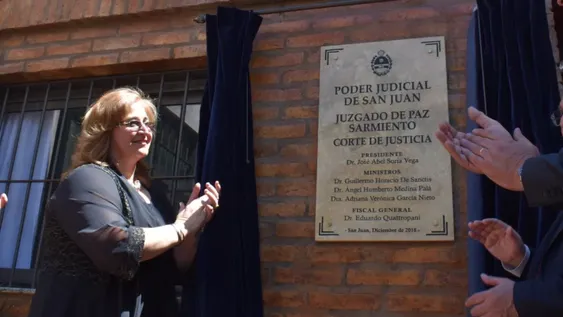 PODER JUDICIAL
DE SAN JUAN
JUZGADO DE PAZ
SARMIENTO
CORTE DE JUSTICIA
PRESIDENTE
Dr. José Abel Soria Vega
MINISTROS
Dr. Guillermo Horacio De Sanctis
Dr. Angel Humberto Medina Palá
Dra. Adriana Verónica García Nieto
FISCAL GENERAL
Dr. Eduardo Quattropani
San Juan, Diciembre de 2018